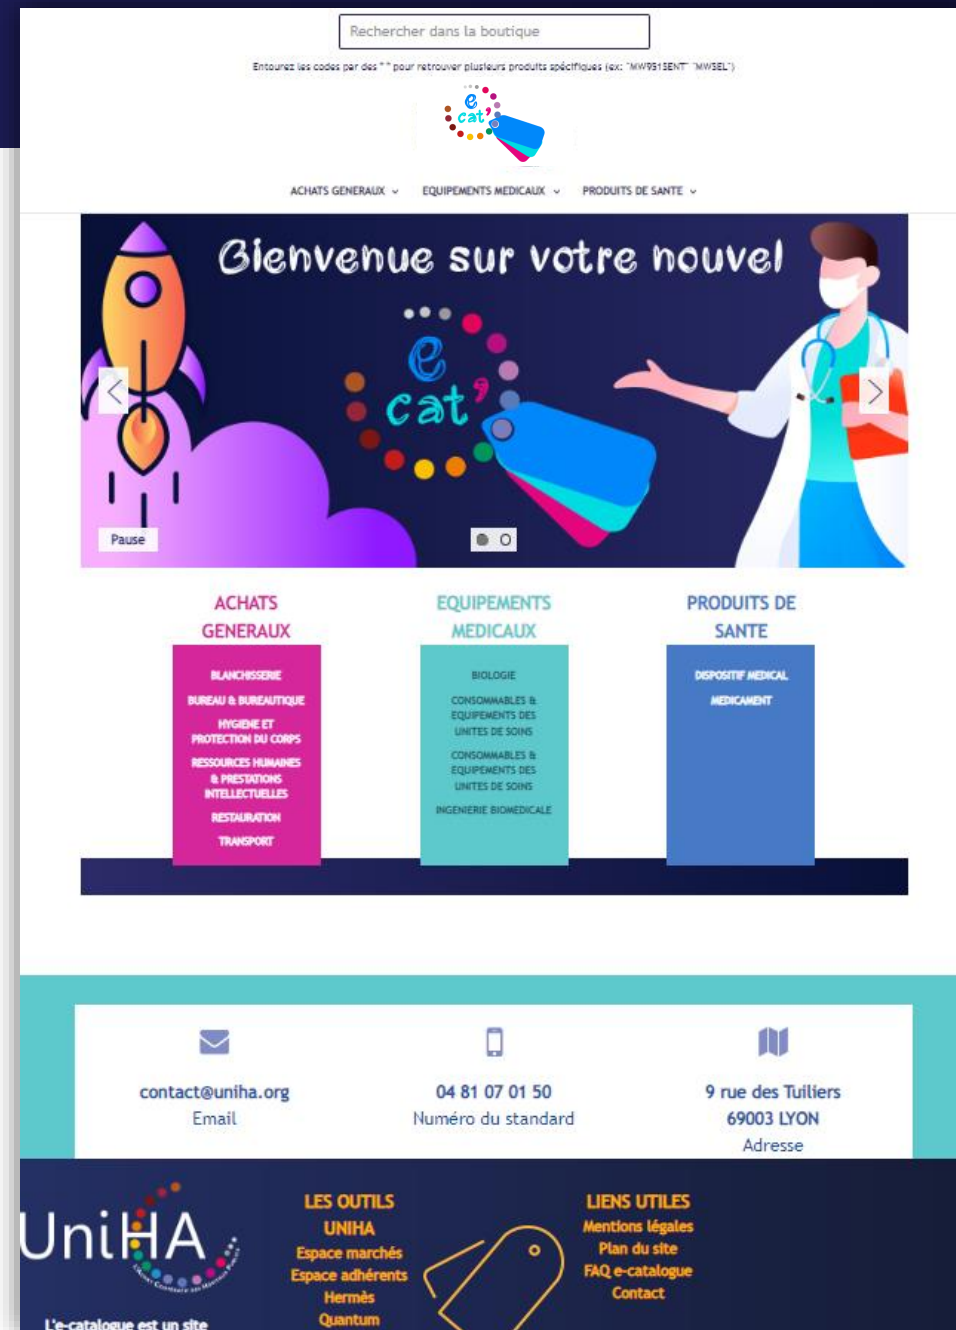 Rechercher dans la boutique
Entourez les codes par des " " pour retrouver plusieurs produits spécifiques (ex: "MW951SENT" "MWSEL")
e
cat'
ACHATS GENERAUX
EQUIPEMENTS MEDICAUX
PRODUITS DE SANTE
Bienvenue sur votre nouvel
e
cat'
Pause
ACHATS
GENERAUX
BLANCHISSERIE
BUREAU & BUREAUTIQUE
HYGIENE ET
PROTECTION DU CORPS
RESSOURCES HUMAINES
& PRESTATIONS
INTELLECTUELLES
RESTAURATION
TRANSPORT
EQUIPEMENTS
MEDICAUX
BIOLOGIE
CONSOMMABLES &
EQUIPEMENTS DES
UNITES DE SOINS
CONSOMMABLES &
EQUIPEMENTS DES
UNITES DE SOINS
INGENIERIE BIOMEDICALE
PRODUITS DE
SANTE
DISPOSITIF MEDICAL
MEDICAMENT
contact@uniha.org
Email
04 81 07 01 50
Numéro du standard
9 rue des Tuiliers
69003 LYON
Adresse
UniHA
L'e-catalogue est un site
LES OUTILS
UNIHA
Espace marchés
Espace adhérents
Hermès
Quantum
LIENS UTILES
Mentions légales
Plan du site
FAQ e-catalogue
Contact